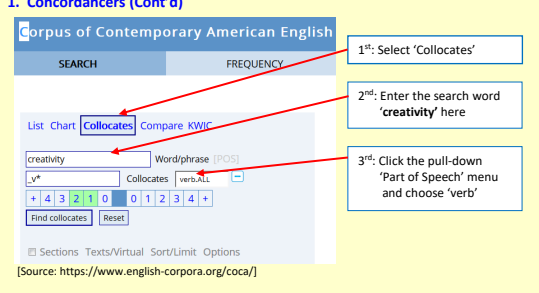 1. Concordancers (Cont'd)
Corpus of Contemporary American English
SEARCH FREQUENCY
1st: Select 'Collocates'
2nd: Enter the search word
'creativity' here
List Chart Collocates Compare KWIC
creativity Word/phrase [POS]
_v* Collocates verb.ALL −
+ 4 3 2 1 0 0 1 2 3 4 +
Find collocates Reset
3rd: Click the pull-down
'Part of Speech' menu
and choose 'verb'
Sections Texts/Virtual Sort/Limit Options
[Source: https://www.english-corpora.org/coca/]